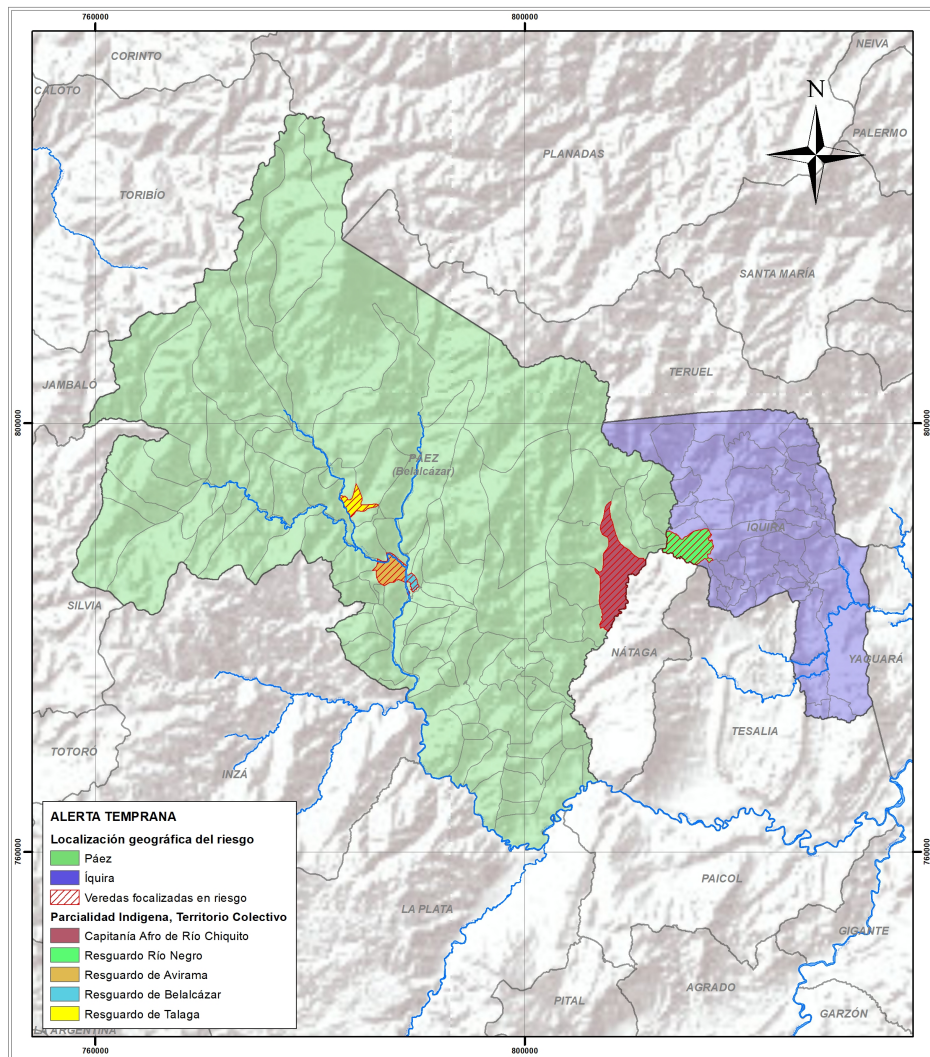 760000
800000
CORINTO
NEIVA
CALOTO
N
PALERMO
PLANADAS
TORIBÍO
SANTA MARÍA
TERUEL
JAMBALÓ
800000
800000
PÁEZ
(Belalcázar)
ÍQUIRA
SILVIA
NÁTAGA
YAGUARÁ
TESALIA
TOTORÓ
INZÁ
760000
760000
PAICOL
LA PLATA
GIGANTE
AGRADO
PITAL
GARZÓN
LA ARGENTINA
ALERTA TEMPRANA
Localización geográfica del riesgo
Páez
Íquira
Veredas focalizadas en riesgo
Parcialidad Indigena, Territorio Colectivo
Capitanía Afro de Río Chiquito
Resguardo Río Negro
Resguardo de Avirama
Resguardo de Belalcázar
Resguardo de Talaga
760000
800000